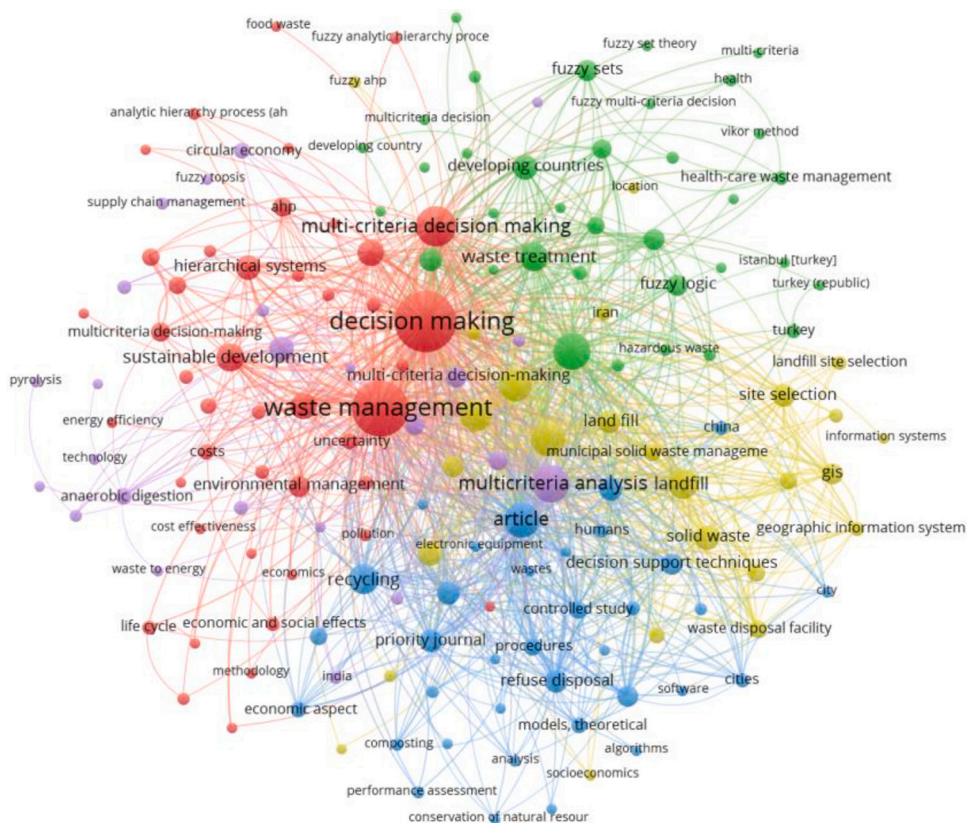 food waste
fuzzy analytic hierarchy proce
fuzzy set theory
multi-criteria
fuzzy sets
fuzzy ahp
health
analytic hierarchy process (ah
multicriteria decision
fuzzy multi-criteria decision
vikor method
circular economy
developing country
developing countries
fuzzy topsis
location
health-care waste management
supply chain management
ahp
multi-criteria decision making
waste treatment
istanbul [turkey]
hierarchical systems
fuzzy logic
turkey (republic)
iran
decision making
multicriteria decision-making
turkey
hazardous waste
sustainable development
landfill site selection
multi-criteria decision-making
pyrolysis
site selection
waste management
energy efficiency
land fill
china
information systems
uncertainty
costs
municipal solid waste manageme
technology
gis
environmental management
multicriteria analysis
landfill
anaerobic digestion
article
cost effectiveness
pollution
humans
solid waste
geographic information system
electronic equipment
decision support techniques
waste to energy
economics
recycling
wastes
city
controlled study
life cycle
economic and social effects
waste disposal facility
priority journal
procedures
methodology
india
refuse disposal
cities
software
economic aspect
models, theoretical
composting
algorithms
analysis
socioeconomics
performance assessment
conservation of natural resour